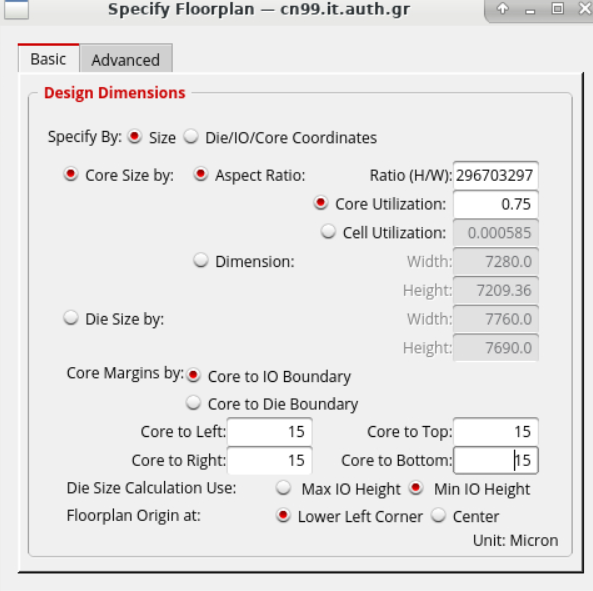 Specify Floorplan — cn99.it.auth.gr
Basic Advanced
Design Dimensions
Specify By: Size Die/IO/Core Coordinates
Core Size by: Aspect Ratio: Ratio (H/W): 296703297
Core Utilization: 0.75
Cell Utilization: 0.000585
Dimension: Width: 7280.0
Height: 7209.36
Die Size by: Width: 7760.0
Height: 7690.0
Core Margins by: Core to IO Boundary
Core to Die Boundary
Core to Left: 15 Core to Top: 15
Core to Right: 15 Core to Bottom: 15
Die Size Calculation Use: Max IO Height Min IO Height
Floorplan Origin at: Lower Left Corner Center
Unit: Micron